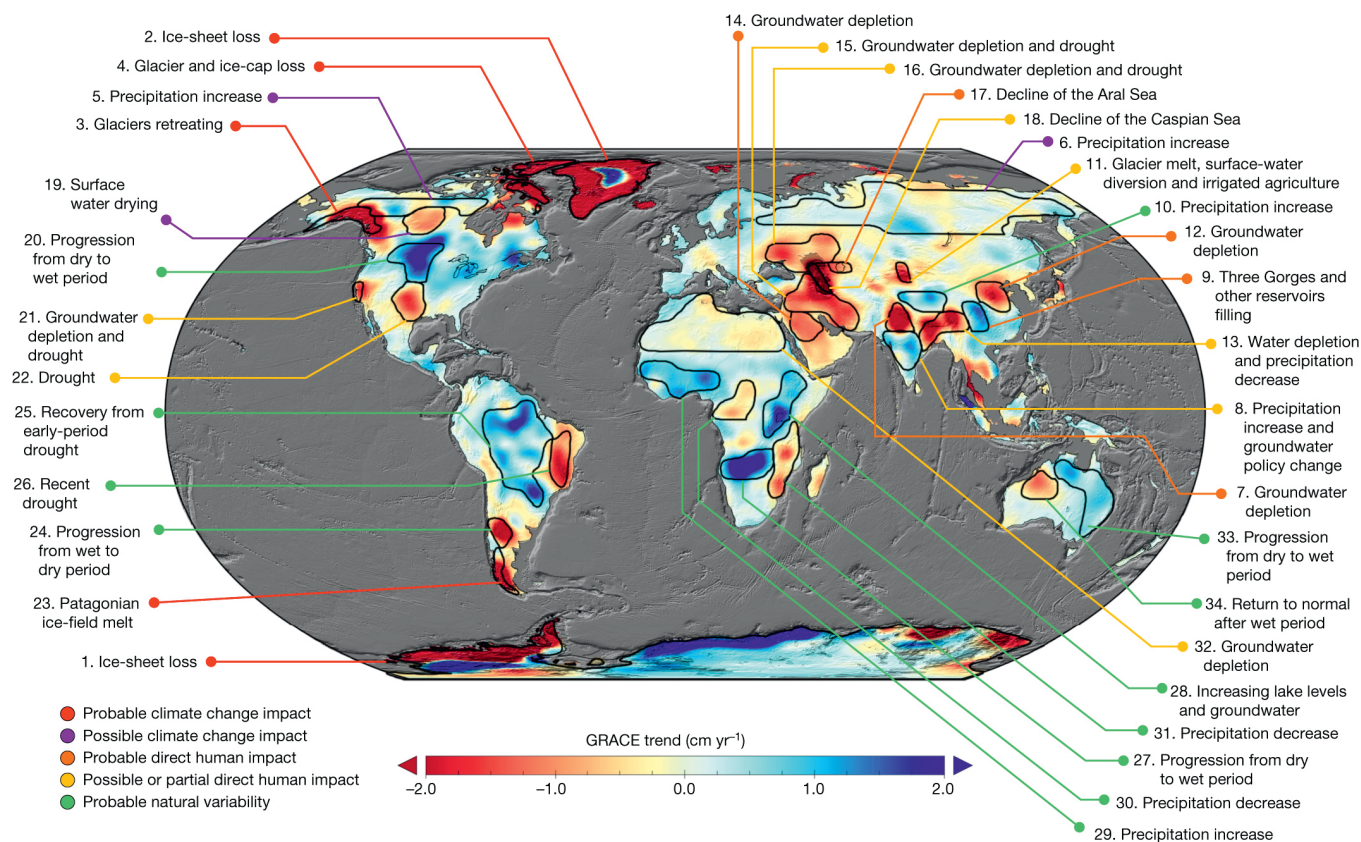 14. Groundwater depletion
2. Ice-sheet loss
15. Groundwater depletion and drought
4. Glacier and ice-cap loss
16. Groundwater depletion and drought
5. Precipitation increase
17. Decline of the Aral Sea
3. Glaciers retreating
18. Decline of the Caspian Sea
6. Precipitation increase
11. Glacier melt, surface-water
diversion and irrigated agriculture
19. Surface
water drying
10. Precipitation increase
20. Progression
from dry to
wet period
12. Groundwater
depletion
9. Three Gorges and
other reservoirs
filling
21. Groundwater
depletion and
drought
13. Water depletion
and precipitation
decrease
22. Drought
25. Recovery from
early-period
drought
8. Precipitation
increase and
groundwater
policy change
26. Recent
drought
7. Groundwater
depletion
24. Progression
from wet to
dry period
33. Progression
from dry to wet
period
23. Patagonian
ice-field melt
34. Return to normal
after wet period
32. Groundwater
depletion
1. Ice-sheet loss
28. Increasing lake levels
and groundwater
31. Precipitation decrease
27. Progression from dry
to wet period
30. Precipitation decrease
29. Precipitation increase
Probable climate change impact
Possible climate change impact
Probable direct human impact
Possible or partial direct human impact
Probable natural variability
GRACE trend (cm yr⁻¹)
−2.0 −1.0 0.0 1.0 2.0